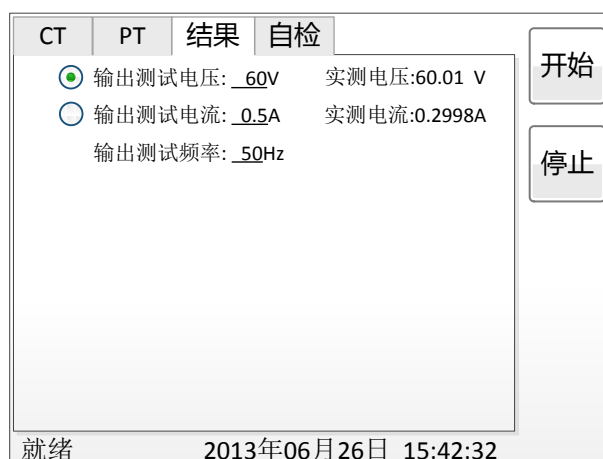 CT PT 结果 自检
输出测试电压: 60V 实测电压:60.01 V
输出测试电流: 0.5A 实测电流:0.2998A
输出测试频率: 50Hz
开始
停止
就绪 2013年06月26日 15:42:32